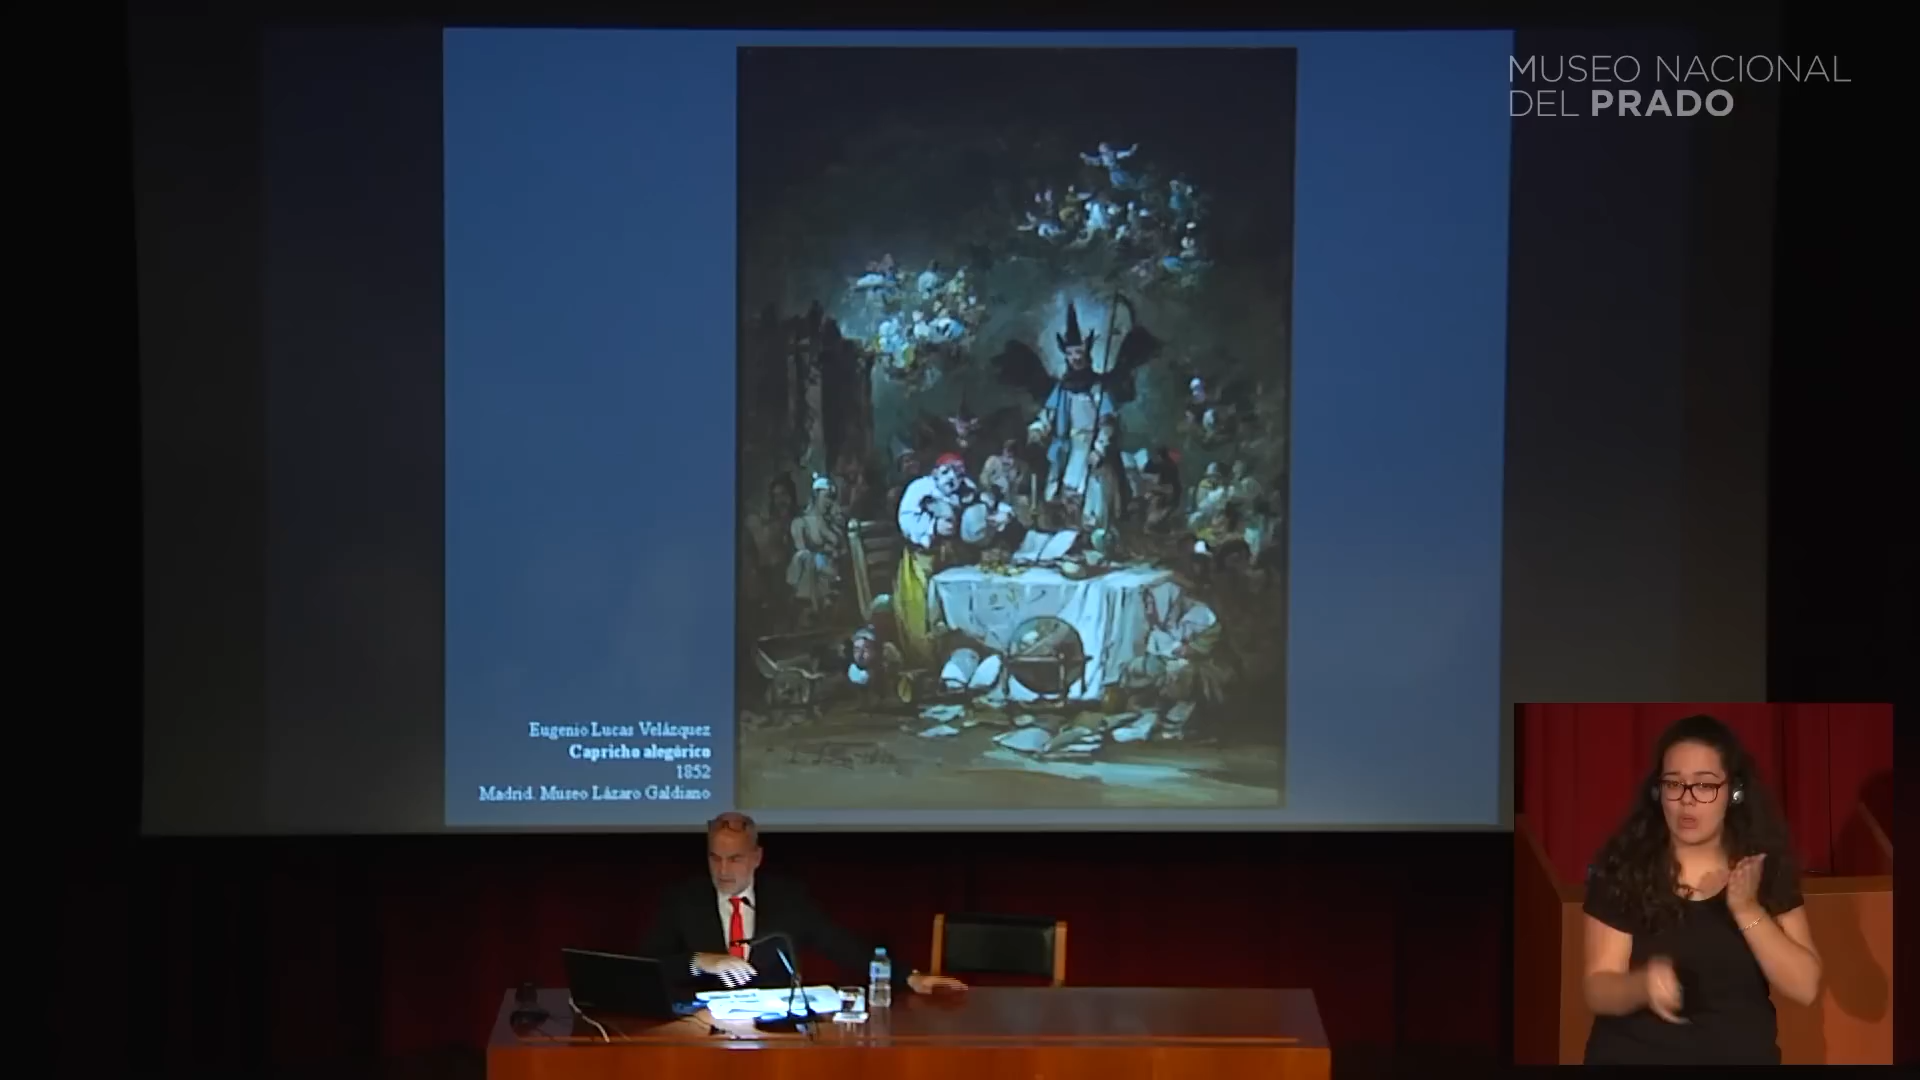 MUSEO NACIONAL
DEL PRADO
Eugenio Lucas Velázquez
Capricho alegórico
1852
Madrid. Museo Lázaro Galdiano